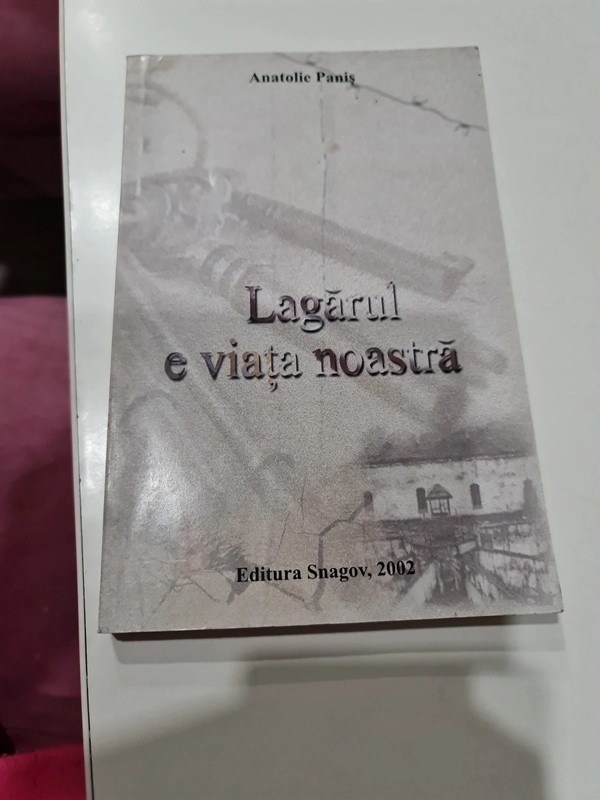 Anatolie Paniș
Lagărul
e viața noastră
Editura Snagov, 2002